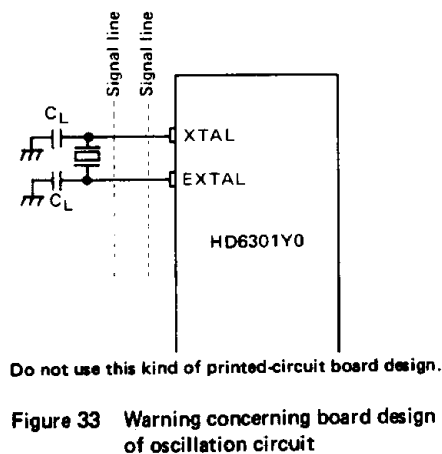 Signal line
Signal line
CL
XTAL
EXTAL
CL
HD6301Y0
Do not use this kind of printed-circuit board design.
Figure 33 Warning concerning board design
of oscillation circuit